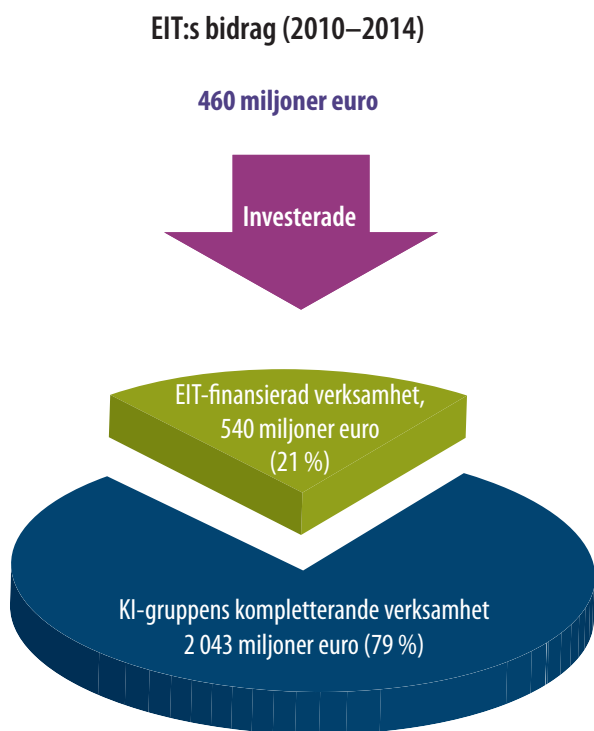 EIT:s bidrag (2010–2014)
460 miljoner euro
Investerade
EIT-finansierad verksamhet,
540 miljoner euro
(21 %)
KI-gruppens kompletterande verksamhet
2 043 miljoner euro (79 %)